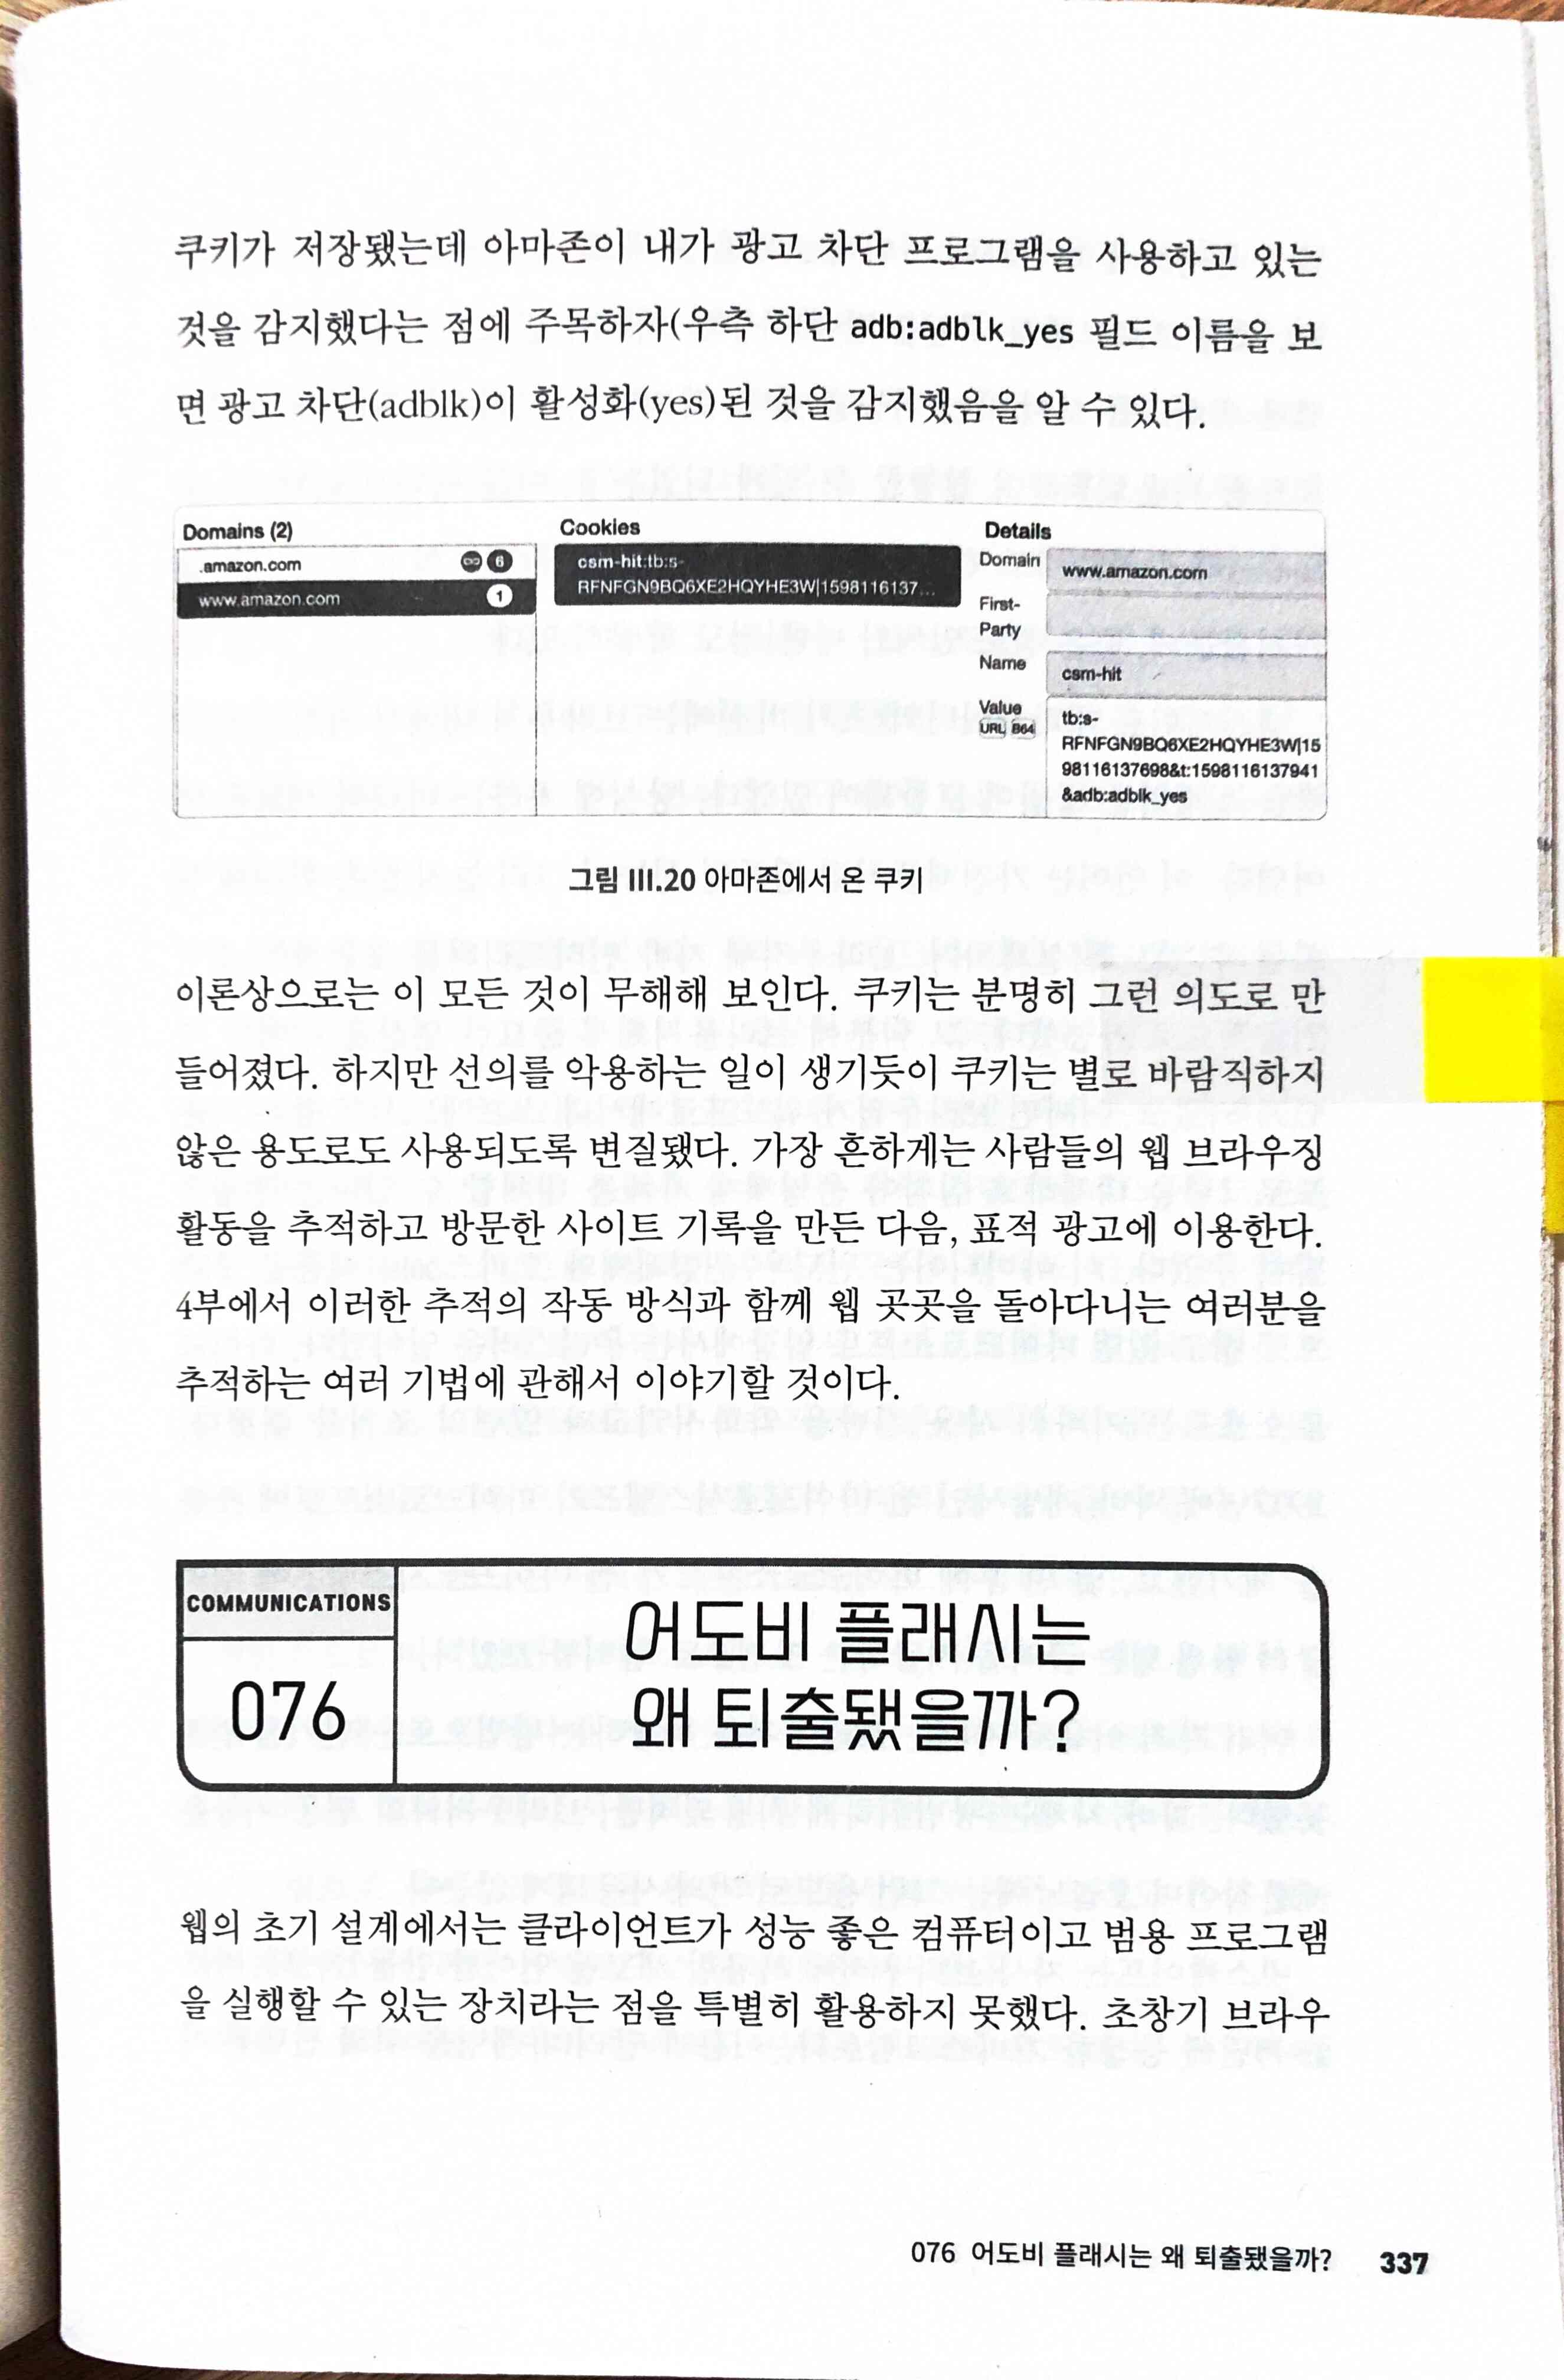 쿠키가 저장됐는데 아마존이 내가 광고 차단 프로그램을 사용하고 있는
것을 감지했다는 점에 주목하자(우측 하단 adb:adblk_yes 필드 이름을 보
면 광고 차단(adblk)이 활성화(yes)된 것을 감지했음을 알 수 있다.
Domains (2)
.amazon.com 6
www.amazon.com 1
Cookies
csm-hit:tb:s-
RFNFGN9BQ6XE2HQYHE3W|1598116137...
Details
Domain www.amazon.com
First-
Party
Name csm-hit
Value
URL B64
tb:s-
RFNFGN9BQ6XE2HQYHE3W|15
98116137698&t:1598116137941
&adb:adblk_yes
그림 III.20 아마존에서 온 쿠키
이론상으로는 이 모든 것이 무해해 보인다. 쿠키는 분명히 그런 의도로 만
들어졌다. 하지만 선의를 악용하는 일이 생기듯이 쿠키는 별로 바람직하지
않은 용도로도 사용되도록 변질됐다. 가장 흔하게는 사람들의 웹 브라우징
활동을 추적하고 방문한 사이트 기록을 만든 다음, 표적 광고에 이용한다.
4부에서 이러한 추적의 작동 방식과 함께 웹 곳곳을 돌아다니는 여러분을
추적하는 여러 기법에 관해서 이야기할 것이다.
COMMUNICATIONS
076
어도비 플래시는
왜 퇴출됐을까?
웹의 초기 설계에서는 클라이언트가 성능 좋은 컴퓨터이고 범용 프로그램
을 실행할 수 있는 장치라는 점을 특별히 활용하지 못했다. 초창기 브라우
076 어도비 플래시는 왜 퇴출됐을까? 337